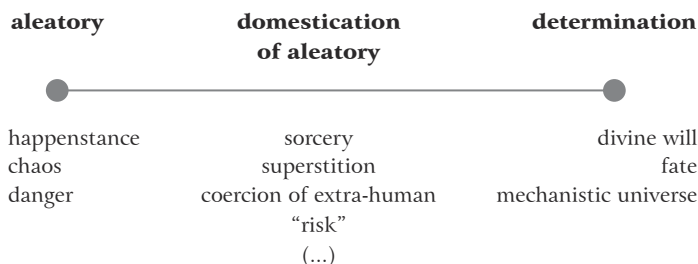 aleatory domestication determination
of aleatory
happenstance sorcery divine will
chaos superstition fate
danger coercion of extra-human mechanistic universe
“risk”
(...)